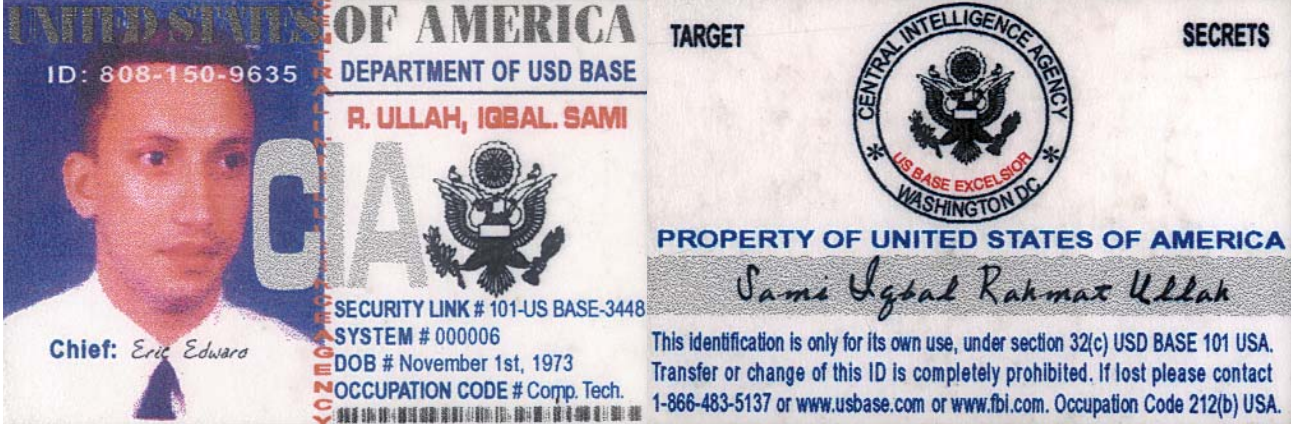 UNITED STATES OF AMERICA
ID: 808-150-9635
DEPARTMENT OF USD BASE
R. ULLAH, IQBAL. SAMI
CIA
CENTRAL INTELLIGENCE AGENCY
SECURITY LINK # 101-US BASE-3448
SYSTEM # 000006
DOB # November 1st, 1973
OCCUPATION CODE # Comp. Tech.
Chief: Eric Edward
TARGET
SECRETS
CENTRAL INTELLIGENCE AGENCY
US BASE EXCELSIOR
* WASHINGTON DC *
PROPERTY OF UNITED STATES OF AMERICA
Sami Iqbal Rahmat Ullah
This identification is only for its own use, under section 32(c) USD BASE 101 USA.
Transfer or change of this ID is completely prohibited. If lost please contact
1-866-483-5137 or www.usbase.com or www.fbi.com. Occupation Code 212(b) USA.